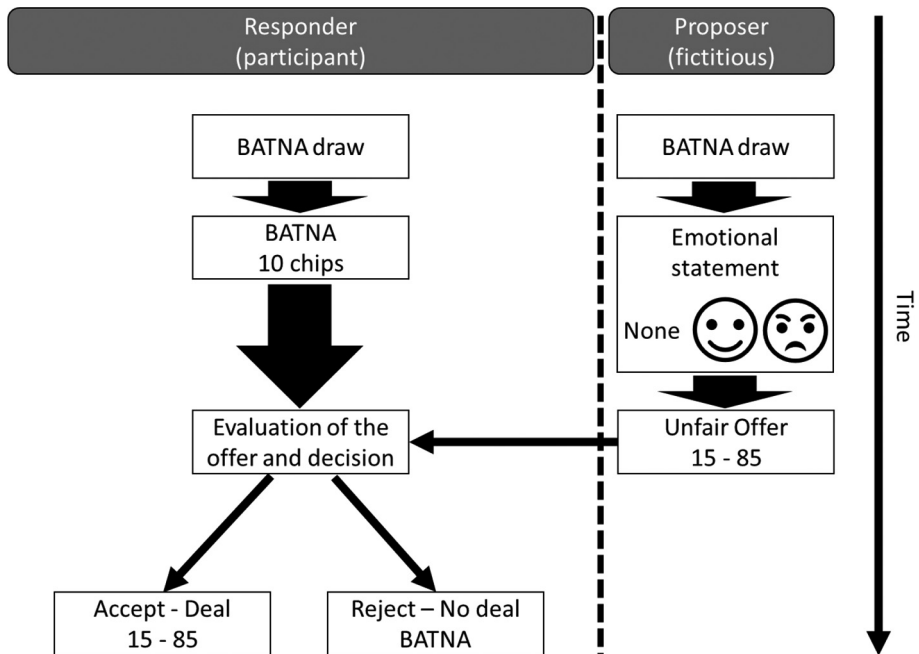 Responder
(participant)
Proposer
(fictitious)
BATNA draw
BATNA draw
BATNA
10 chips
Emotional
statement
None
Time
Evaluation of the
offer and decision
Unfair Offer
15 - 85
Accept - Deal
15 - 85
Reject – No deal
BATNA